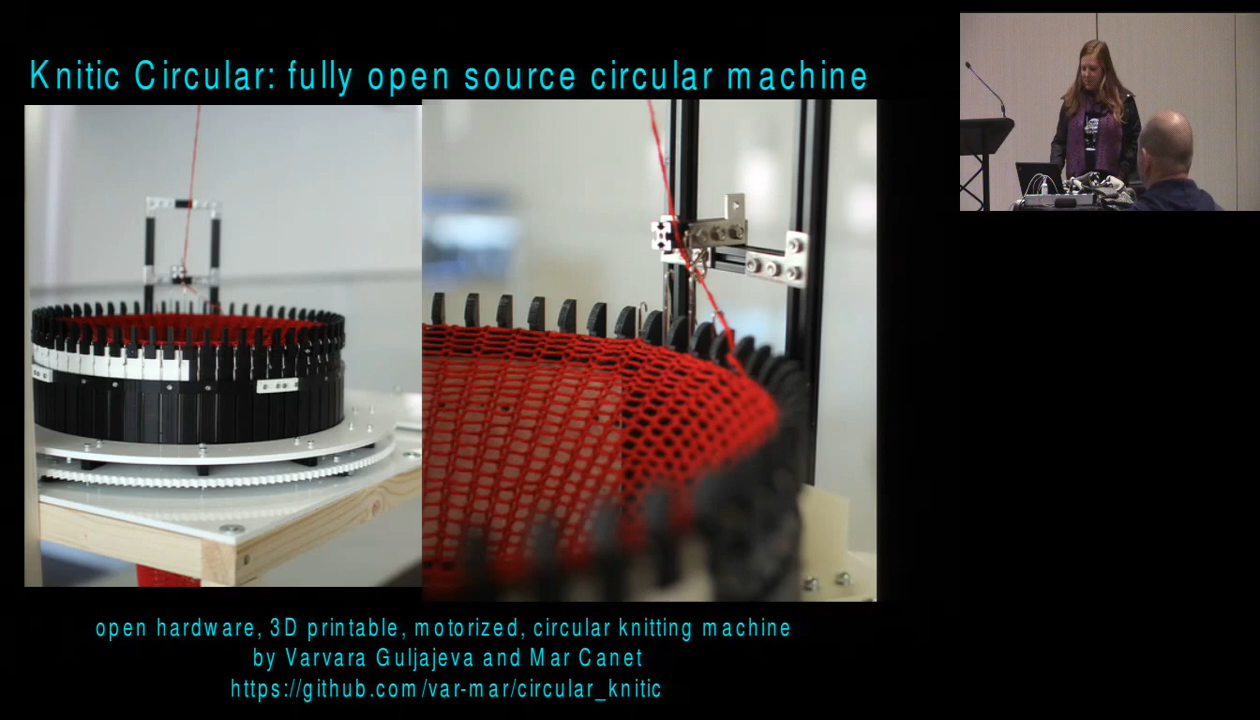 Knitic Circular: fully open source circular machine
open hardware, 3D printable, motorized, circular knitting machine
by Varvara Guljajeva and Mar Canet
https://github.com/var-mar/circular_knitic